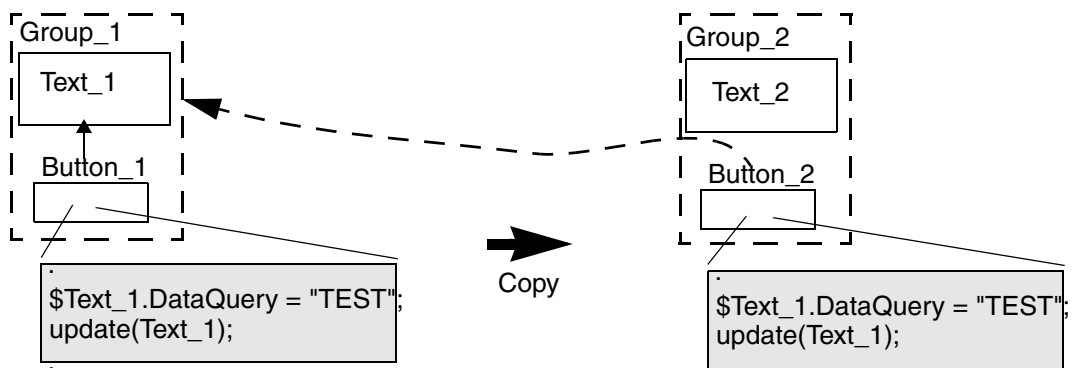 Group_1
Text_1
Button_1
.
$Text_1.DataQuery = "TEST";
update(Text_1);
.
Copy
Group_2
Text_2
Button_2
.
$Text_1.DataQuery = "TEST";
update(Text_1);